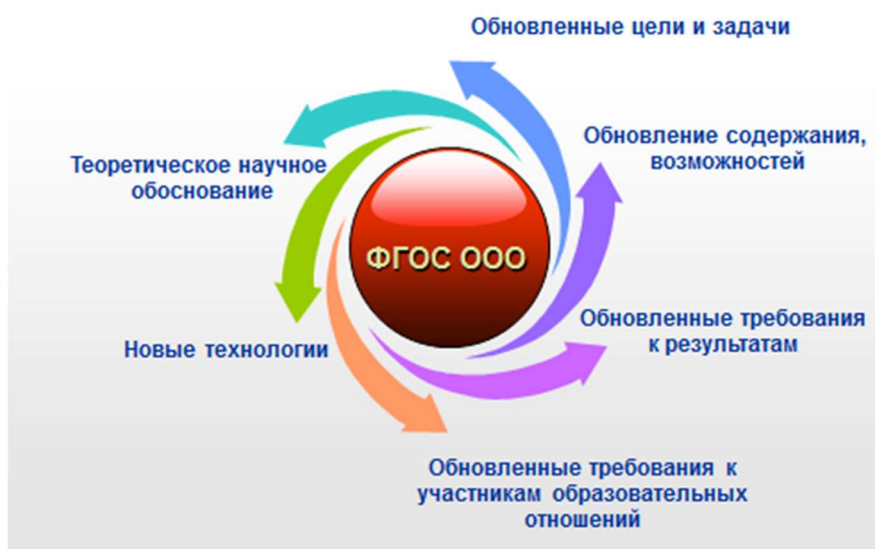 Обновленные цели и задачи
Обновление содержания,
возможностей
Теоретическое научное
обоснование
ФГОС ООО
Обновленные требования
к результатам
Новые технологии
Обновленные требования к
участникам образовательных
отношений